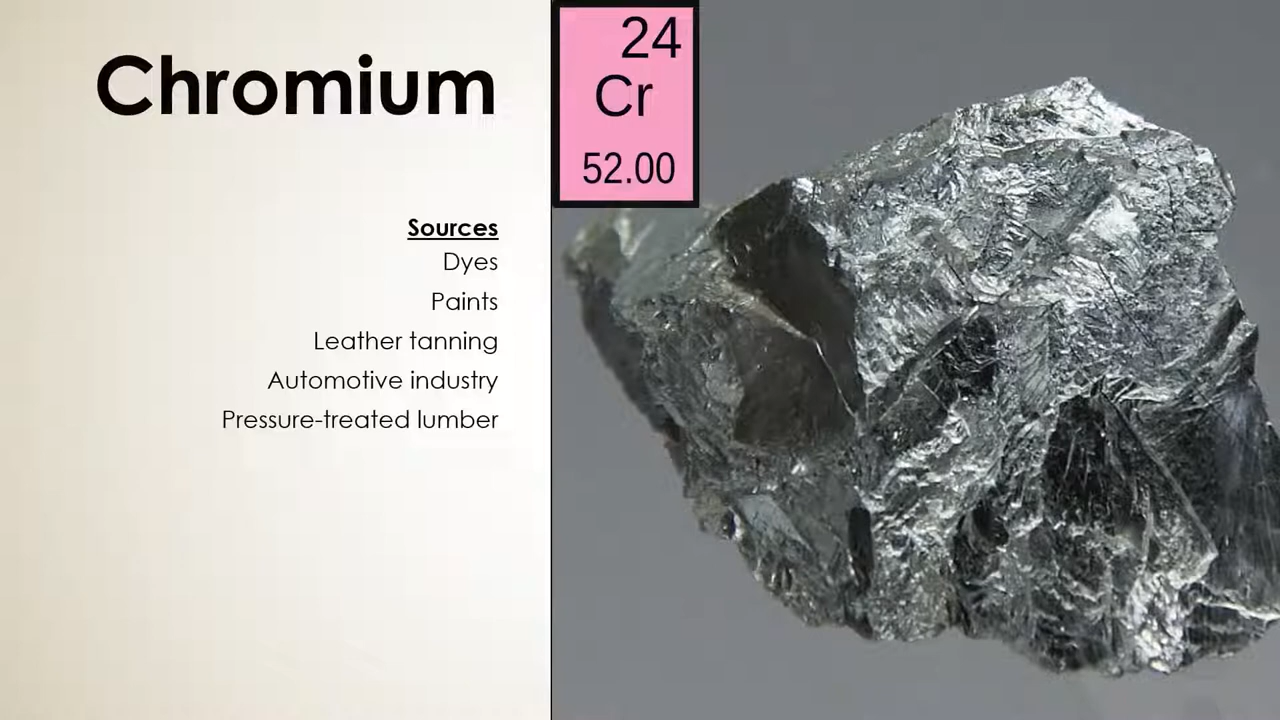 Chromium
24
Cr
52.00
Sources
Dyes
Paints
Leather tanning
Automotive industry
Pressure-treated lumber